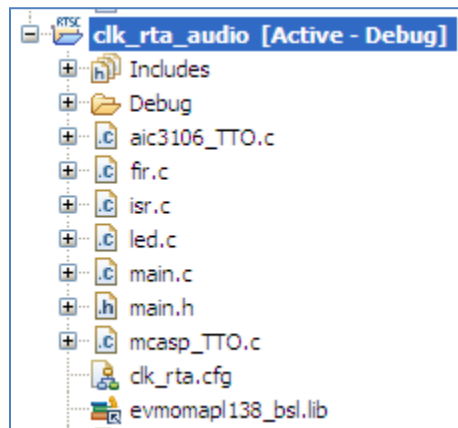 RTSC
clk_rta_audio [Active - Debug]
h Includes
Debug
.c aic3106_TTO.c
.c fir.c
.c isr.c
.c led.c
.c main.c
.h main.h
.c mcasp_TTO.c
clk_rta.cfg
evmomapl138_bsl.lib